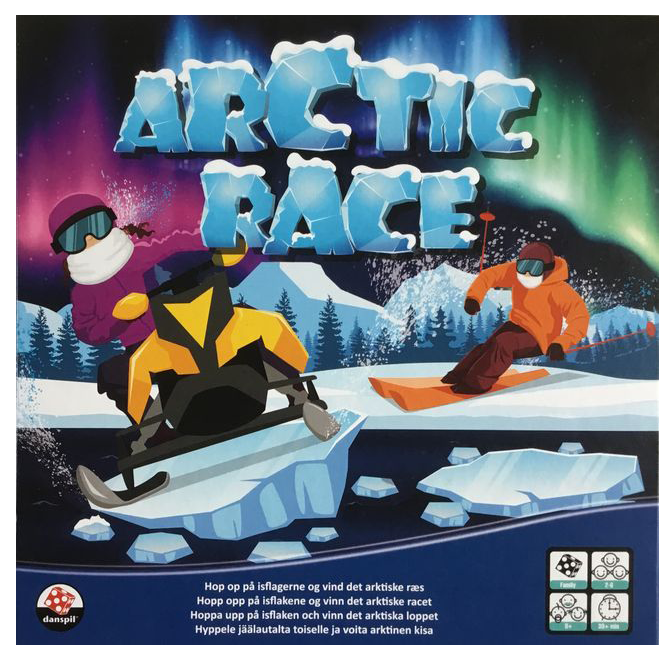 ARCTIC
RACE
Hop op på isflagerne og vind det arktiske ræs
Hopp opp på isflakene og vinn det arktiske racet
Hoppa upp på isflaken och vinn det arktiska loppet
Hyppele jäälautalta toiselle ja voita arktinen kisa
danspil
Family
2-6
8+
30+ min